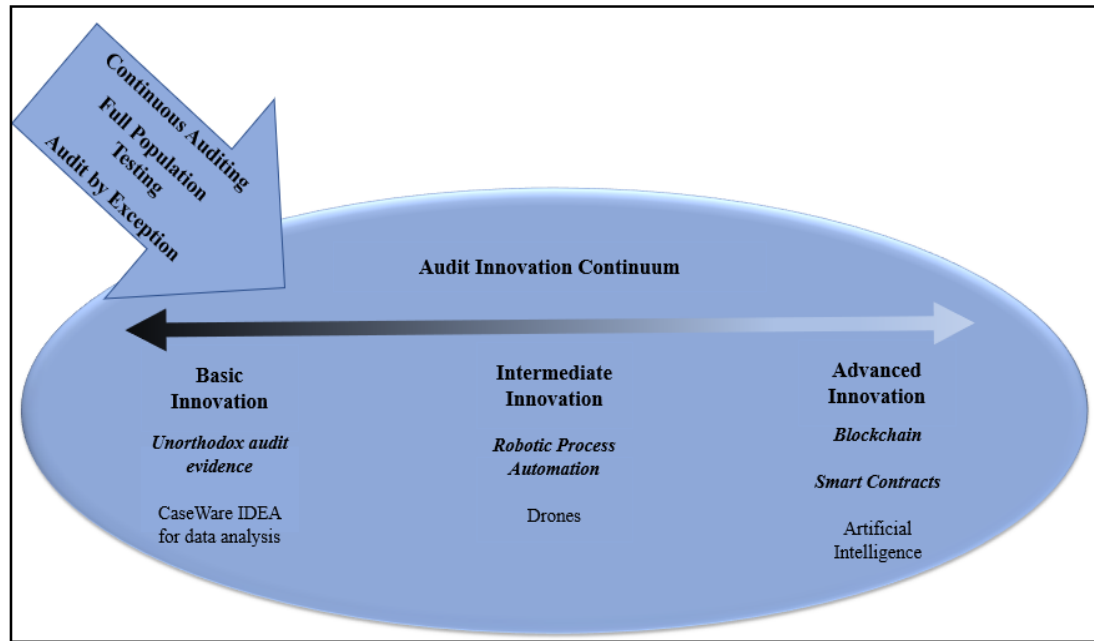 Continuous Auditing
Full Population
Testing
Audit by Exception
Audit Innovation Continuum
Basic
Innovation
Unorthodox audit
evidence
CaseWare IDEA
for data analysis
Intermediate
Innovation
Robotic Process
Automation
Drones
Advanced
Innovation
Blockchain
Smart Contracts
Artificial
Intelligence